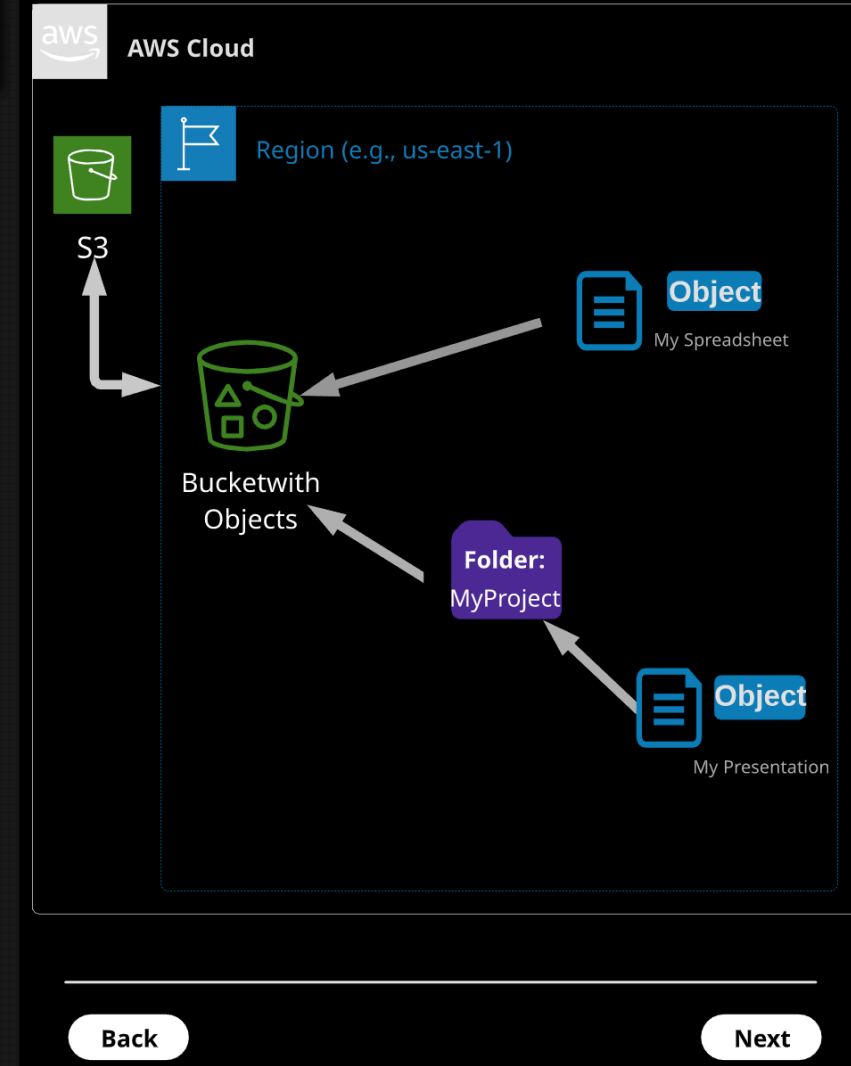 aws
AWS Cloud
Region (e.g., us-east-1)
S3
Object
My Spreadsheet
Bucketwith
Objects
Folder:
MyProject
Object
My Presentation
Back
Next